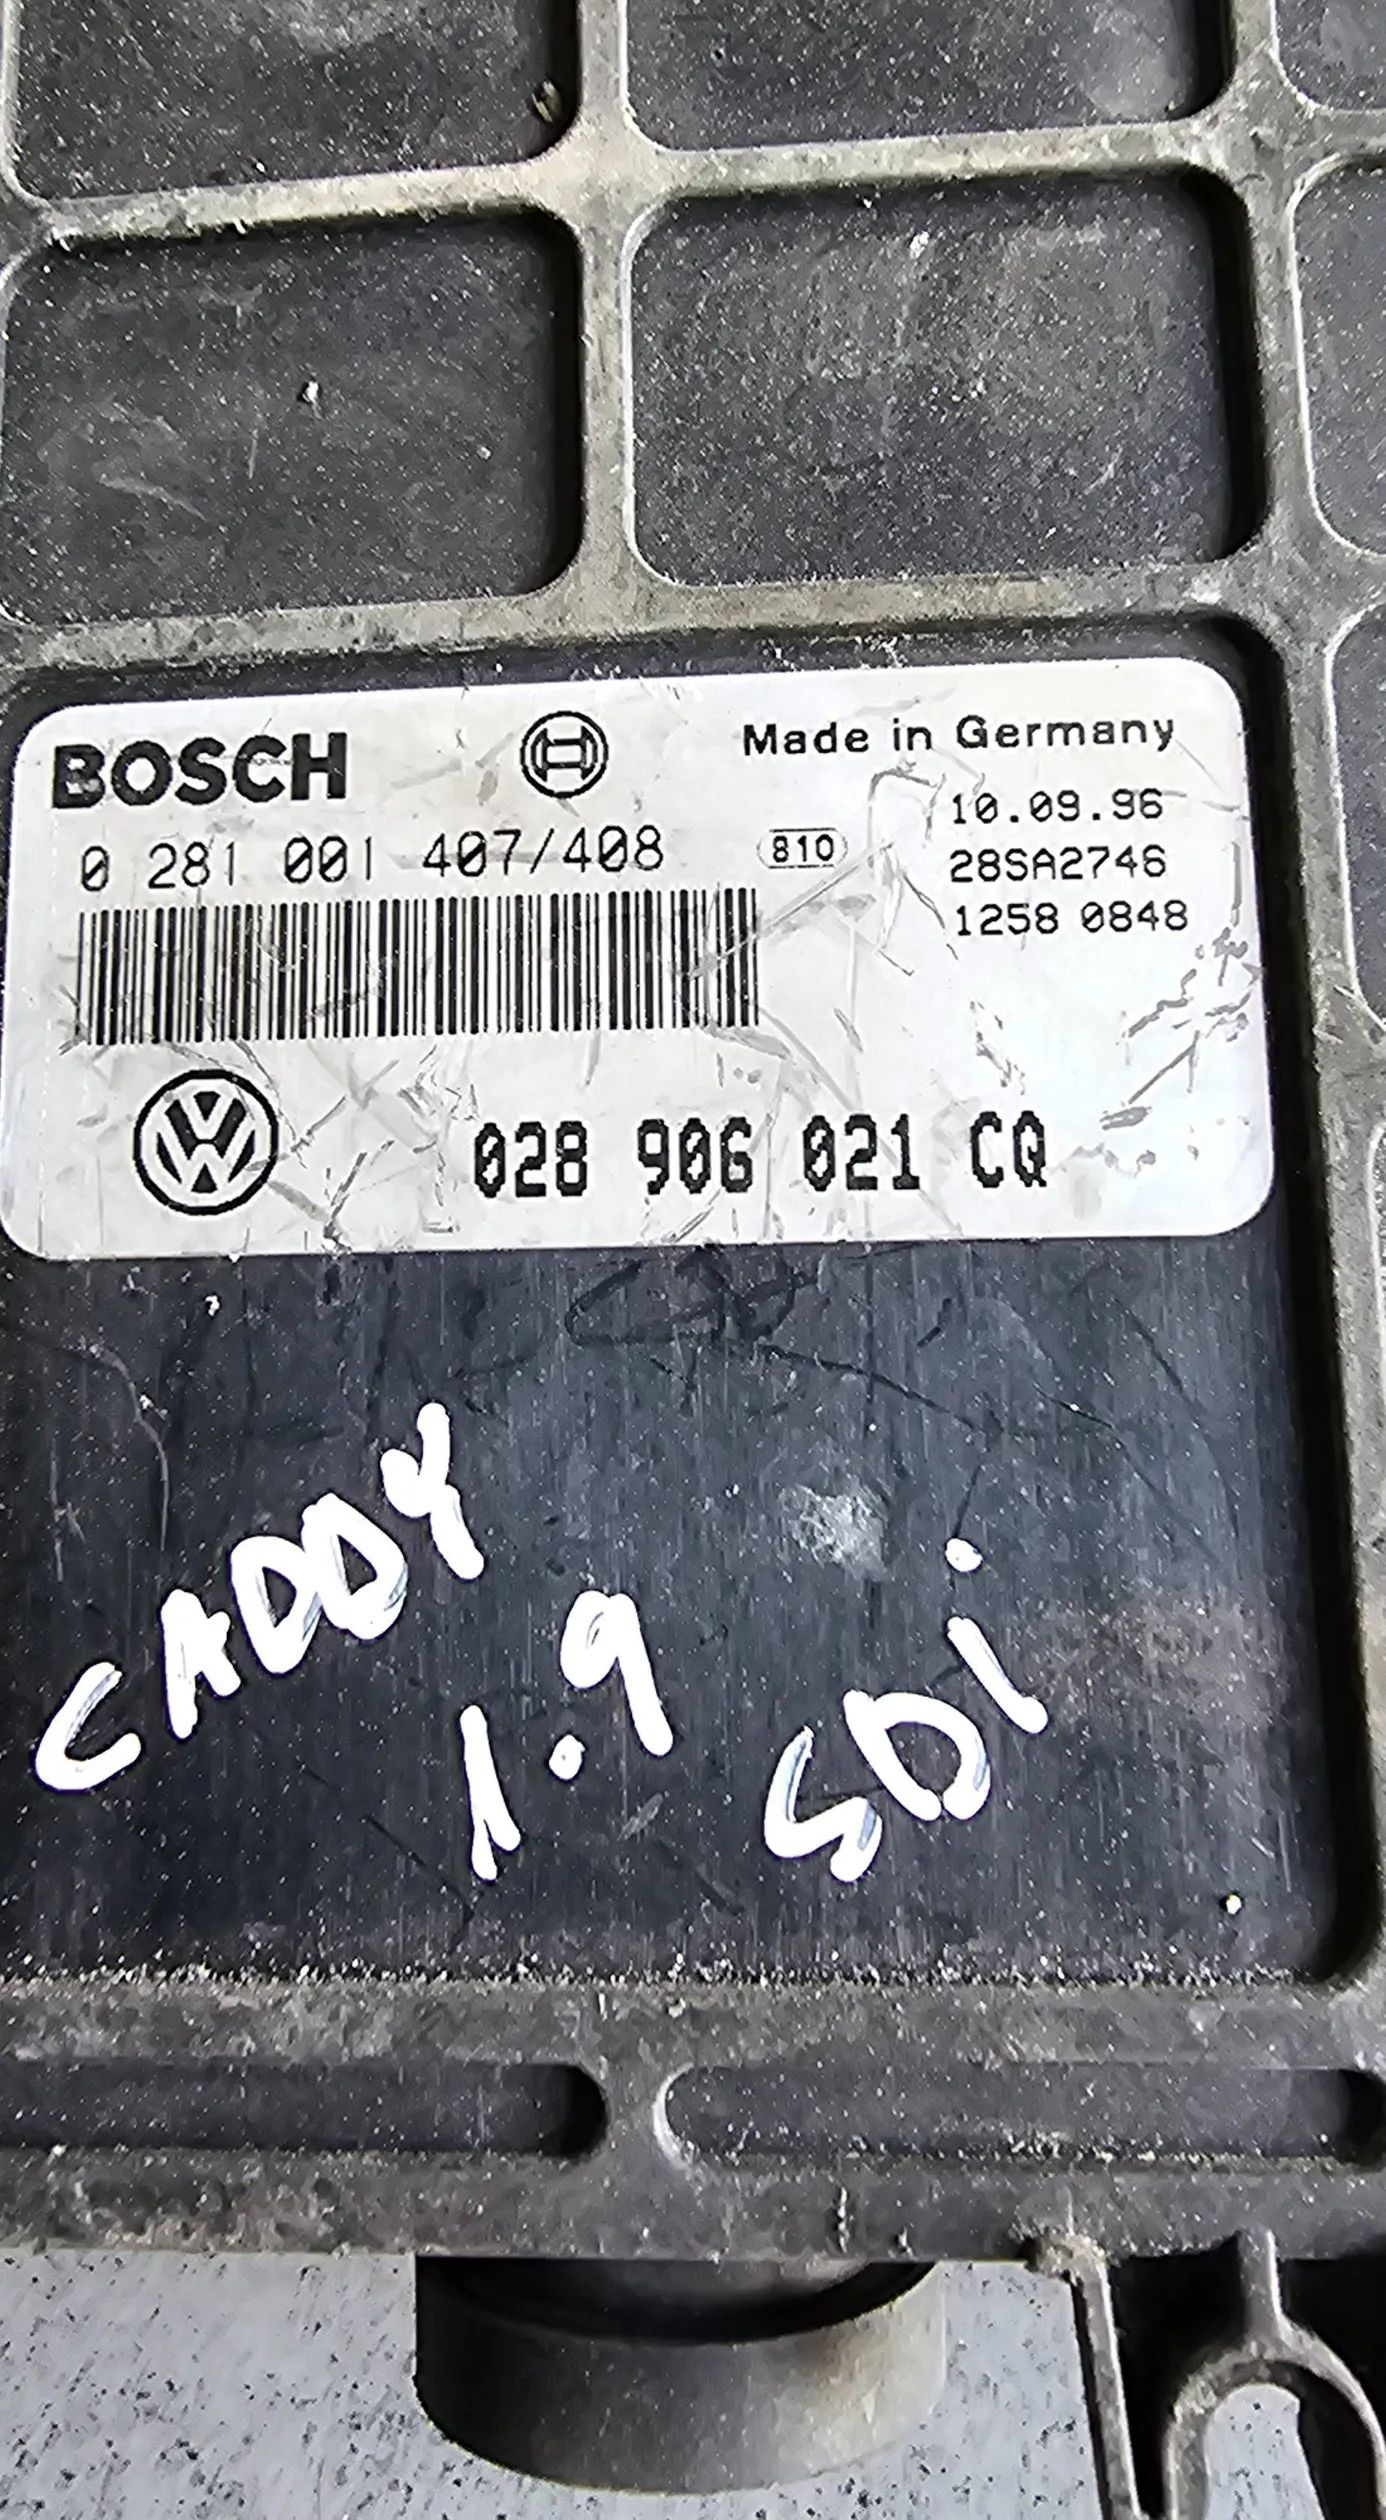 BOSCH
Made in Germany
0 281 001 407/408
810
10.09.96
28SA2746
1258 0848
028 906 021 CQ
CADDY
1.9
SDi